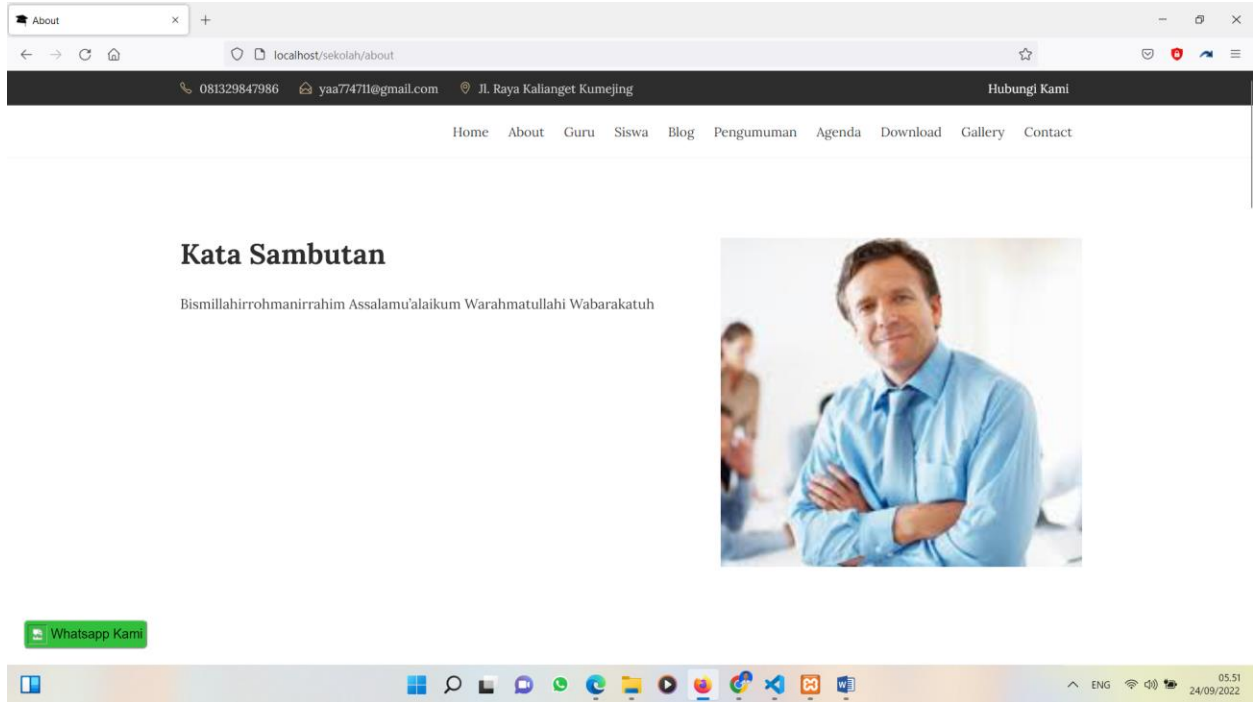 About
localhost/sekolah/about
081329847986 yaa774711@gmail.com Jl. Raya Kalianget Kumejing Hubungi Kami
Home About Guru Siswa Blog Pengumuman Agenda Download Gallery Contact
Kata Sambutan
Bismillahirrohmanirrahim Assalamu'alaikum Warahmatullahi Wabarakatuh
Whatsapp Kami
ENG
05.51
24/09/2022